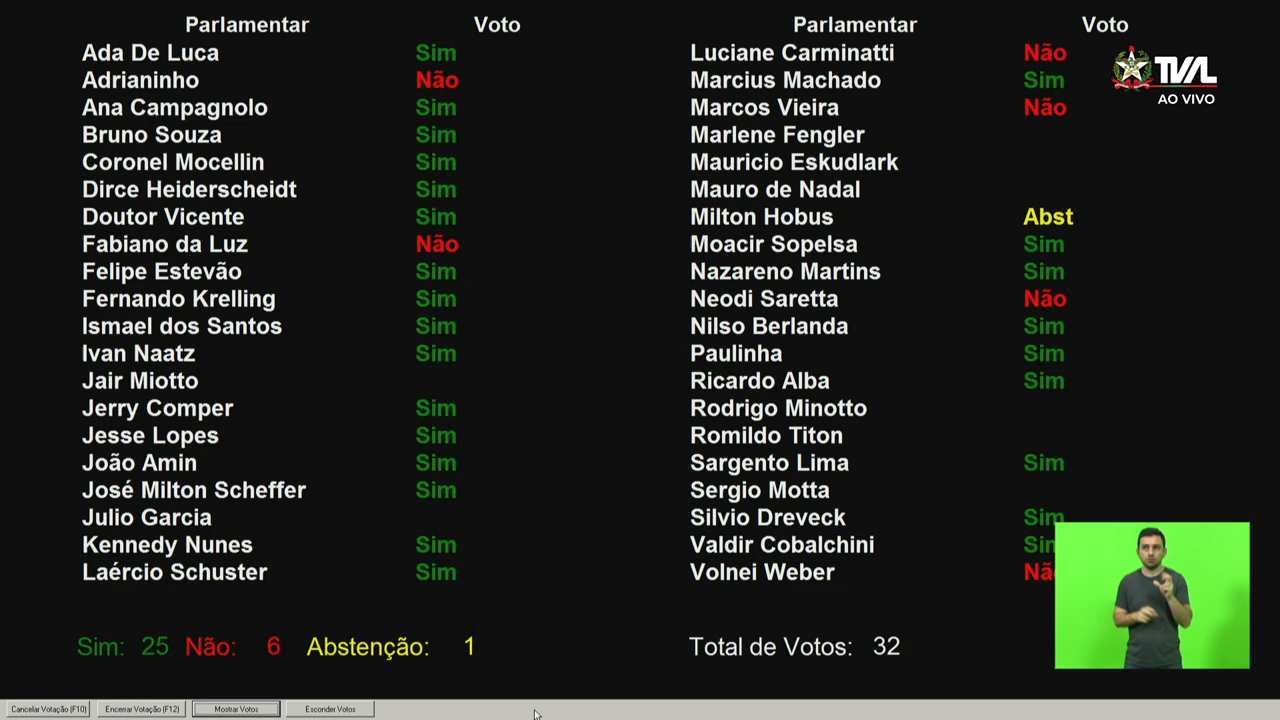 Parlamentar Voto Parlamentar Voto
Ada De Luca Sim Luciane Carminatti Não
Adrianinho Não Marcius Machado Sim
Ana Campagnolo Sim Marcos Vieira Não
Bruno Souza Sim Marlene Fengler
Coronel Mocellin Sim Mauricio Eskudlark
Dirce Heiderscheidt Sim Mauro de Nadal
Doutor Vicente Sim Milton Hobus Abst
Fabiano da Luz Não Moacir Sopelsa Sim
Felipe Estevão Sim Nazareno Martins Sim
Fernando Krelling Sim Neodi Saretta Não
Ismael dos Santos Sim Nilso Berlanda Sim
Ivan Naatz Sim Paulinha Sim
Jair Miotto Ricardo Alba Sim
Jerry Comper Sim Rodrigo Minotto
Jesse Lopes Sim Romildo Titon
João Amin Sim Sargento Lima Sim
José Milton Scheffer Sim Sergio Motta
Julio Garcia Silvio Dreveck Sim
Kennedy Nunes Sim Valdir Cobalchini Sim
Laércio Schuster Sim Volnei Weber Não
Sim: 25 Não: 6 Abstenção: 1 Total de Votos: 32
TVAL
AO VIVO
Cancelar Votação (F10) Encerrar Votação (F12) Mostrar Votos Esconder Votos